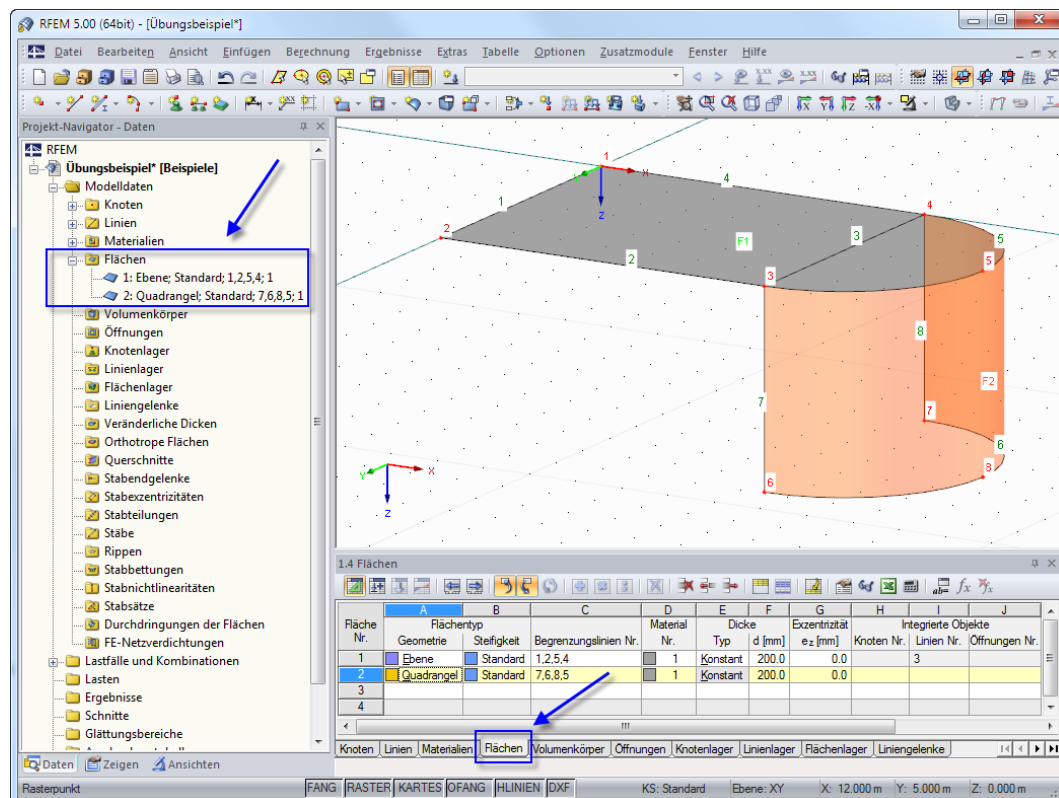 RFEM 5.00 (64bit) - [Übungsbeispiel*]
Datei Bearbeiten Ansicht Einfügen Berechnung Ergebnisse Extras Tabelle Optionen Zusatzmodule Fenster Hilfe
Projekt-Navigator - Daten
RFEM
Übungsbeispiel* [Beispiele]
Modelldaten
Knoten
Linien
Materialien
Flächen
1: Ebene; Standard; 1,2,5,4; 1
2: Quadrangel; Standard; 7,6,8,5; 1
Volumenkörper
Öffnungen
Knotenlager
Linienlager
Flächenlager
Liniengelenke
Veränderliche Dicken
Orthotrope Flächen
Querschnitte
Stabendgelenke
Stabexzentrizitäten
Stabteilungen
Stäbe
Rippen
Stabbettungen
Stabnichtlinearitäten
Stabsätze
Durchdringungen der Flächen
FE-Netzverdichtungen
Lastfälle und Kombinationen
Lasten
Ergebnisse
Schnitte
Glättungsbereiche
Daten Zeigen Ansichten
1
X
Y
Z
4
1
4
2
3
5
F1
2
5
3
8
F2
7
7
6
6
8
X
Y
Z
1.4 Flächen
A B C D E F G H I J
Fläche Flächentyp Material Dicke Exzentrizität Integrierte Objekte
Nr. Geometrie Steifigkeit Begrenzungslinien Nr. Nr. Typ d [mm] ez [mm] Knoten Nr. Linien Nr. Öffnungen Nr.
1 Ebene Standard 1,2,5,4 1 Konstant 200.0 0.0 3
2 Quadrangel Standard 7,6,8,5 1 Konstant 200.0 0.0
3
4
Knoten Linien Materialien Flächen Volumenkörper Öffnungen Knotenlager Linienlager Flächenlager Liniengelenke
Rasterpunkt FANG RASTER KARTES OFANG HLINIEN DXF KS: Standard Ebene: XY X: 12.000 m Y: 5.000 m Z: 0.000 m